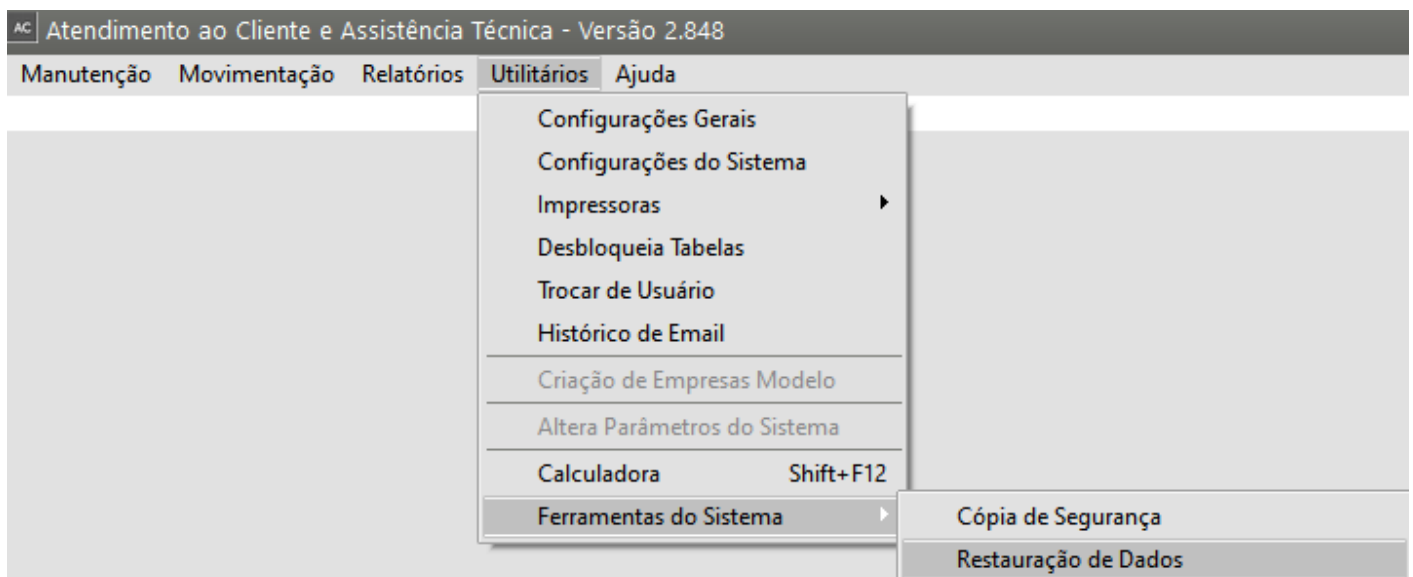 AC Atendimento ao Cliente e Assistência Técnica - Versão 2.848
Manutenção Movimentação Relatórios Utilitários Ajuda
Configurações Gerais
Configurações do Sistema
Impressoras
Desbloqueia Tabelas
Trocar de Usuário
Histórico de Email
Criação de Empresas Modelo
Altera Parâmetros do Sistema
Calculadora Shift+F12
Ferramentas do Sistema
Cópia de Segurança
Restauração de Dados